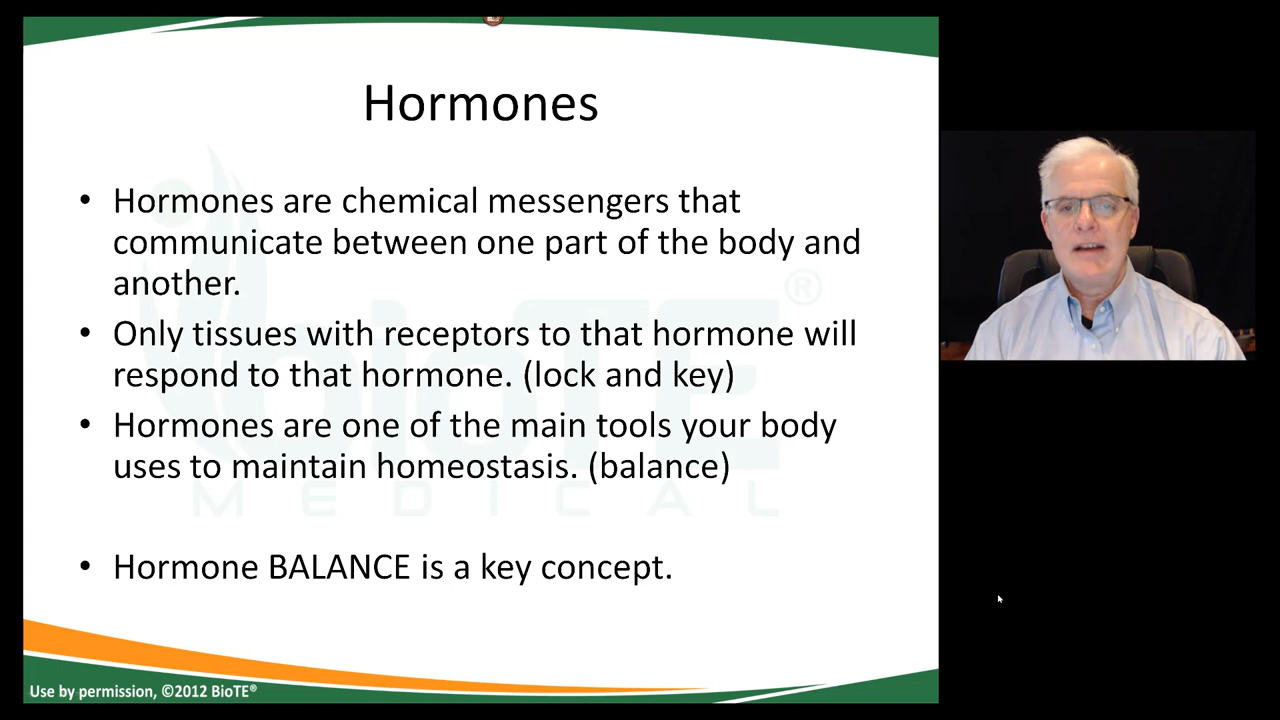 Hormones
• Hormones are chemical messengers that
communicate between one part of the body and
another.
• Only tissues with receptors to that hormone will
respond to that hormone. (lock and key)
• Hormones are one of the main tools your body
uses to maintain homeostasis. (balance)
• Hormone BALANCE is a key concept.
bioTE®
MEDICAL
Use by permission, ©2012 BioTE®